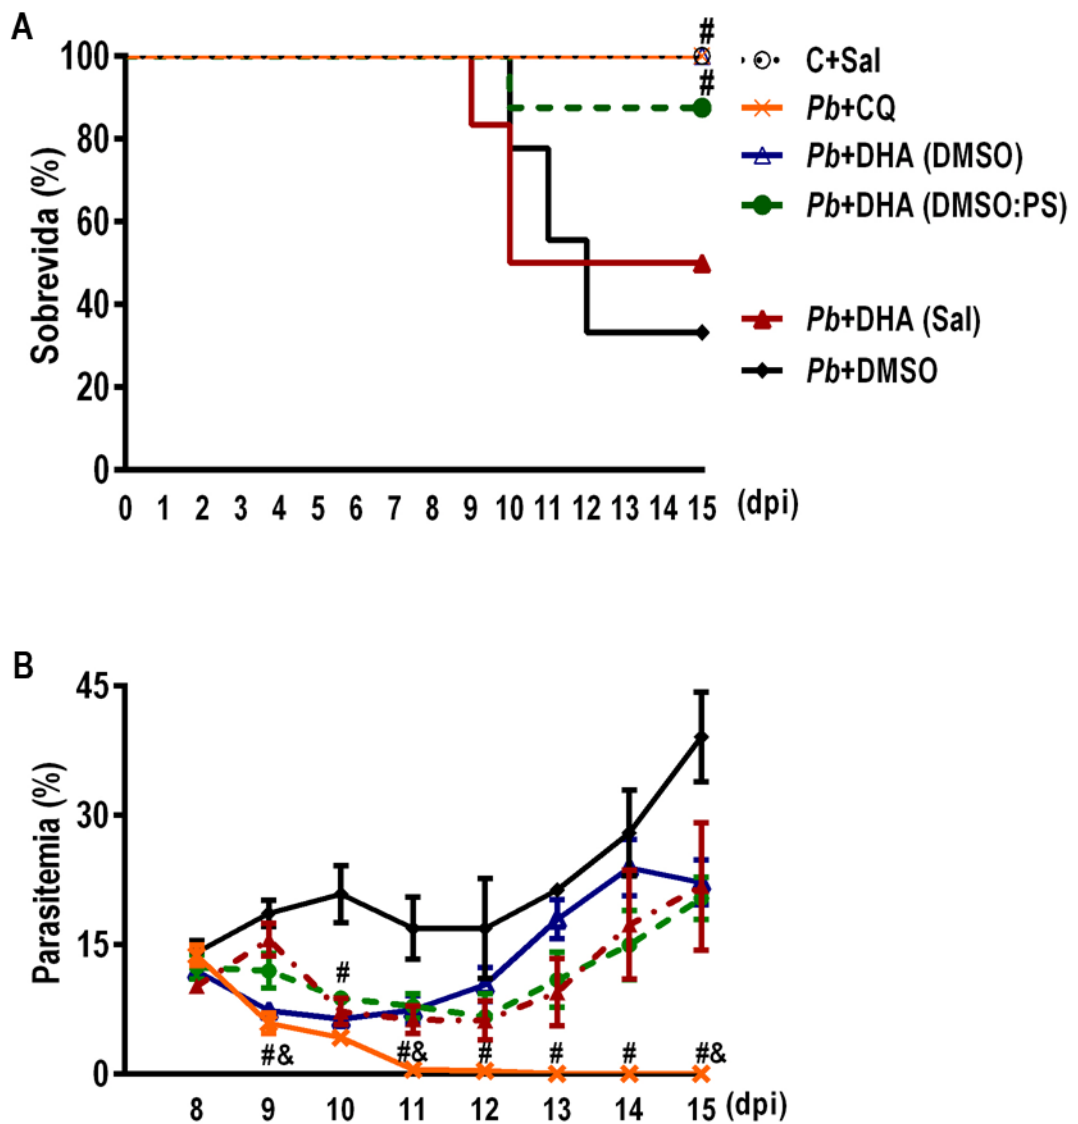 A
#
100
#
80
60
40
20
0
Sobrevida (%)
0 1 2 3 4 5 6 7 8 9 10 11 12 13 14 15 (dpi)
C+Sal
Pb+CQ
Pb+DHA (DMSO)
Pb+DHA (DMSO:PS)
Pb+DHA (Sal)
Pb+DMSO
B
45
30
15
0
Parasitemia (%)
#
#& #& # # # #&
8 9 10 11 12 13 14 15 (dpi)